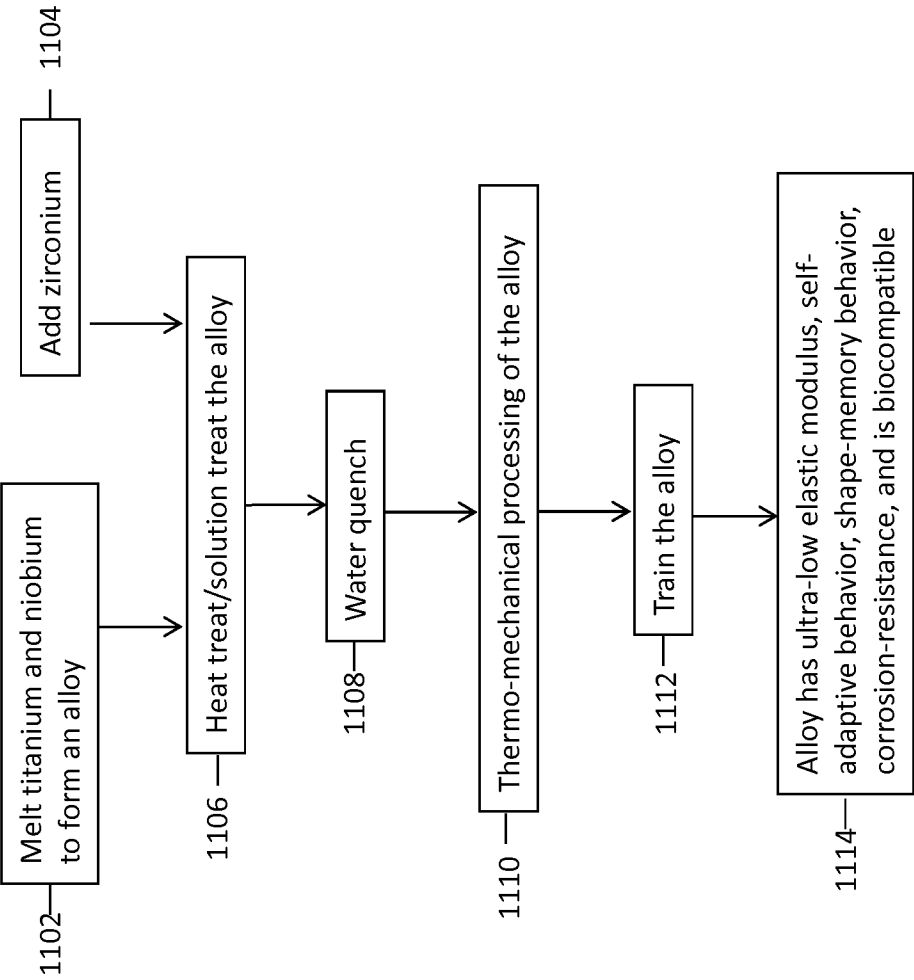 1102
Melt titanium and niobium
to form an alloy
Add zirconium
1104
1106
Heat treat/solution treat the alloy
1108
Water quench
1110
Thermo-mechanical processing of the alloy
1112
Train the alloy
1114
Alloy has ultra-low elastic modulus, self-
adaptive behavior, shape-memory behavior,
corrosion-resistance, and is biocompatible